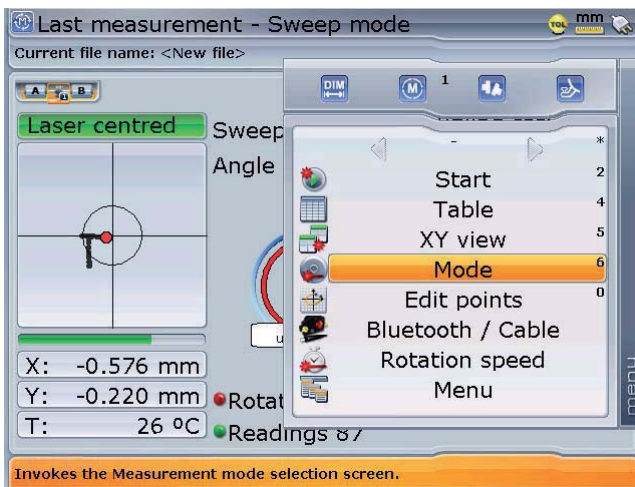 Last measurement - Sweep mode
TOL mm
Current file name: <New file>
A B
DIM M 1
Laser centred
Sweep
- *
Angle
Start 2
Table 4
XY view 5
Mode 6
Edit points 0
Bluetooth / Cable
Rotation speed
Menu
menu
X: -0.576 mm
Y: -0.220 mm
T: 26 ºC
Rotat
Readings 87
Invokes the Measurement mode selection screen.